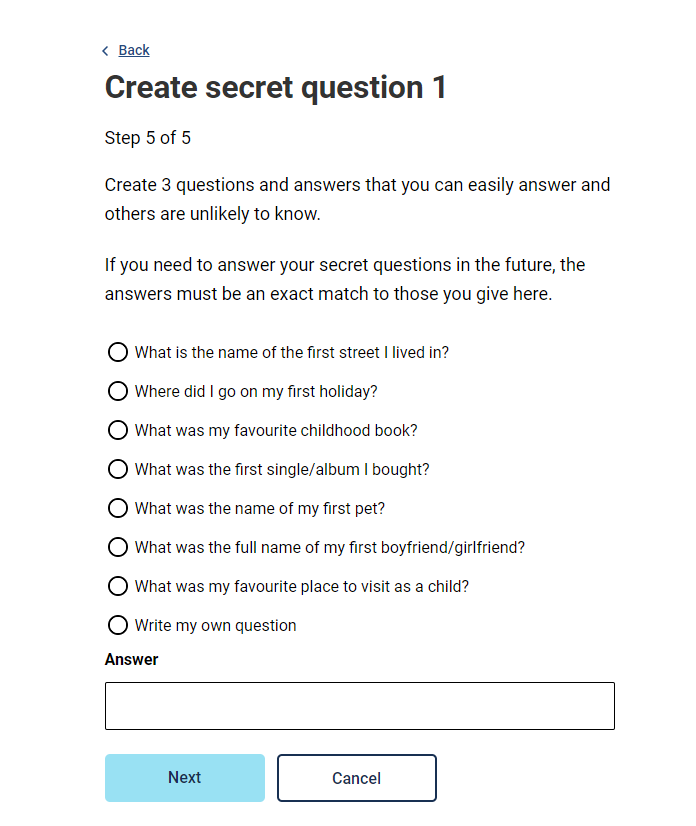 Back
Create secret question 1
Step 5 of 5
Create 3 questions and answers that you can easily answer and
others are unlikely to know.
If you need to answer your secret questions in the future, the
answers must be an exact match to those you give here.
What is the name of the first street I lived in?
Where did I go on my first holiday?
What was my favourite childhood book?
What was the first single/album I bought?
What was the name of my first pet?
What was the full name of my first boyfriend/girlfriend?
What was my favourite place to visit as a child?
Write my own question
Answer
Next
Cancel